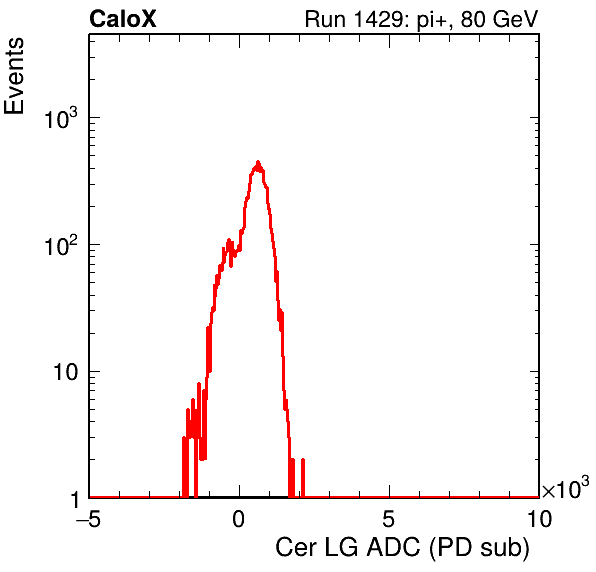 CaloX Run 1429: pi+, 80 GeV
Events
10³
10²
10
1
−5 0 5 10 ×10³
Cer LG ADC (PD sub)